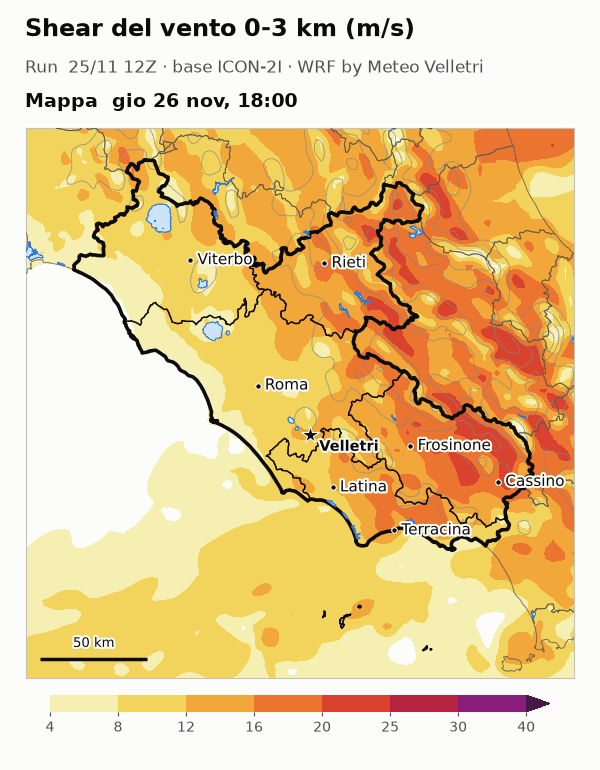 Shear del vento 0-3 km (m/s)
Run  25/11 12Z · base ICON-2I · WRF by Meteo Velletri
Mappa  gio 26 nov, 18:00
Viterbo
Rieti
Roma
Velletri
Frosinone
Cassino
Latina
Terracina
50 km
4 8 12 16 20 25 30 40